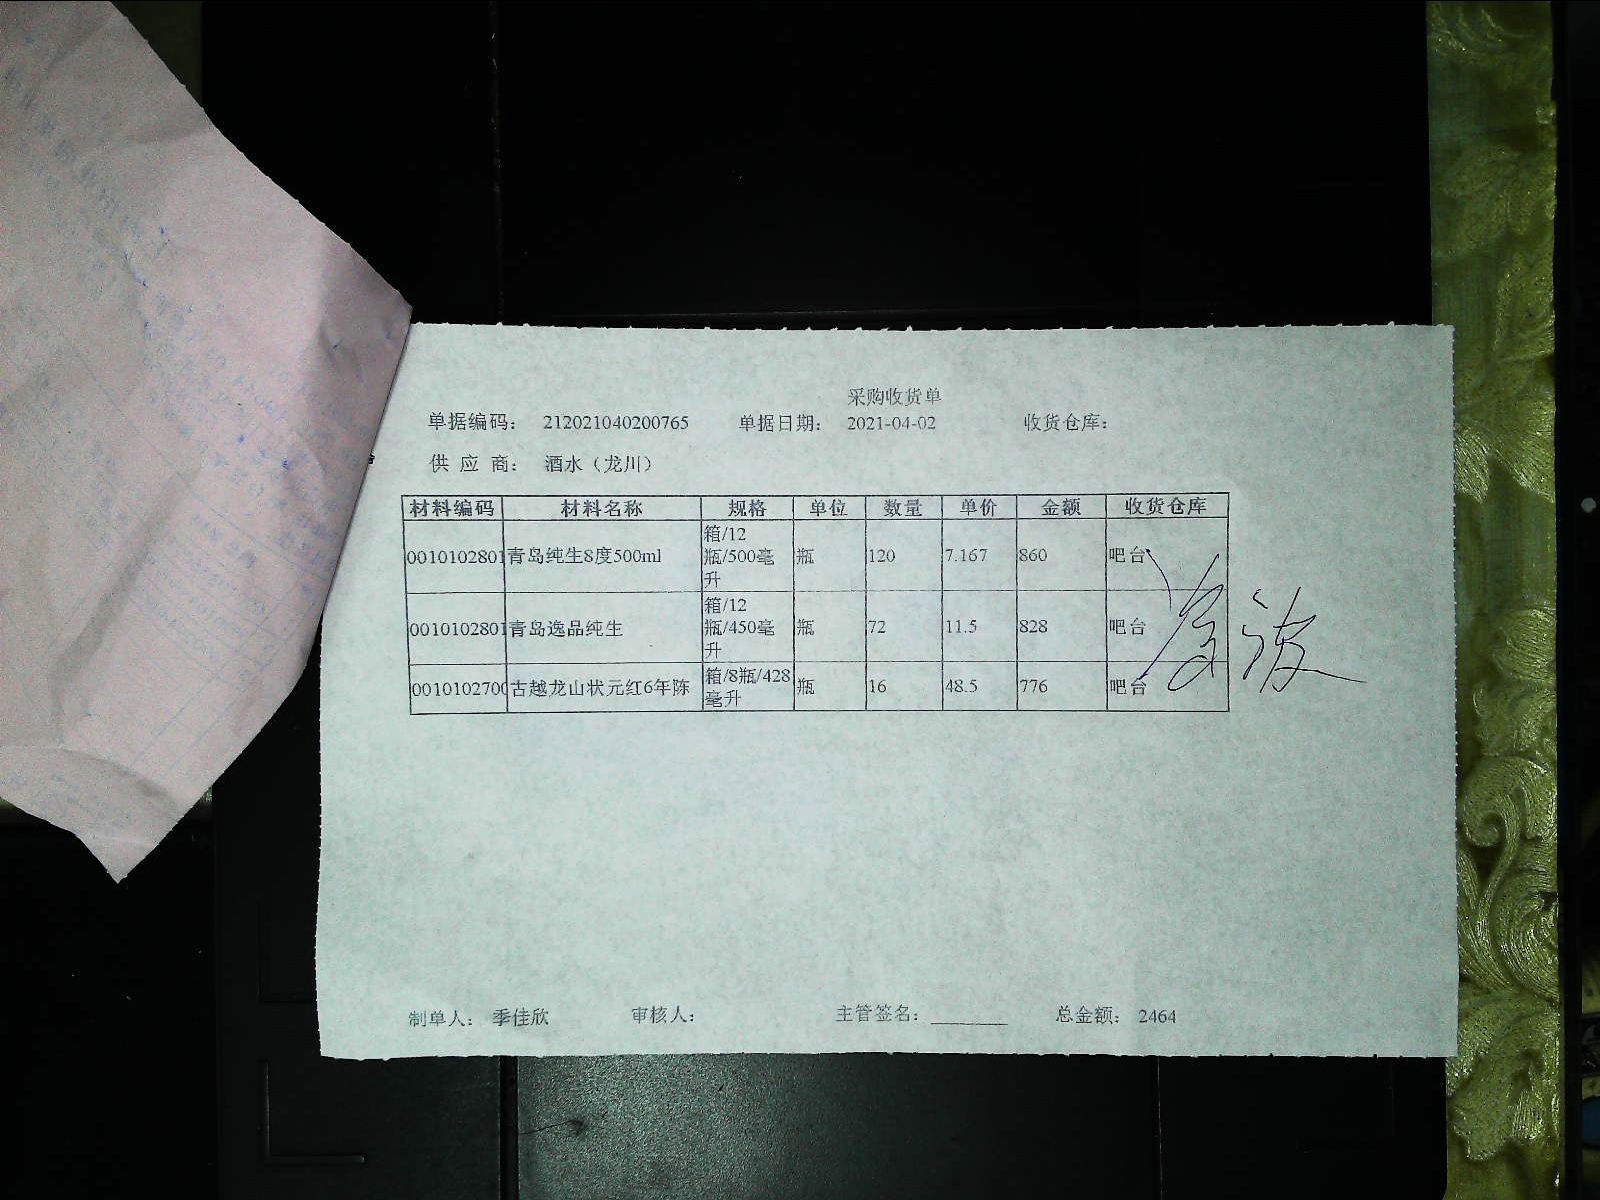 采购收货单
单据编码： 212021040200765 单据日期： 2021-04-02 收货仓库：
供 应 商： 酒水（龙川）
材料编码 材料名称 规格 单位 数量 单价 金额 收货仓库
0010102801 青岛纯生8度500ml 箱/12瓶/500毫升 瓶 120 7.167 860 吧台
0010102801 青岛逸品纯生 箱/12瓶/450毫升 瓶 72 11.5 828 吧台
0010102700 古越龙山状元红6年陈 箱/8瓶/428毫升 瓶 16 48.5 776 吧台
制单人： 季佳欣 审核人： 主管签名： ________ 总金额： 2464